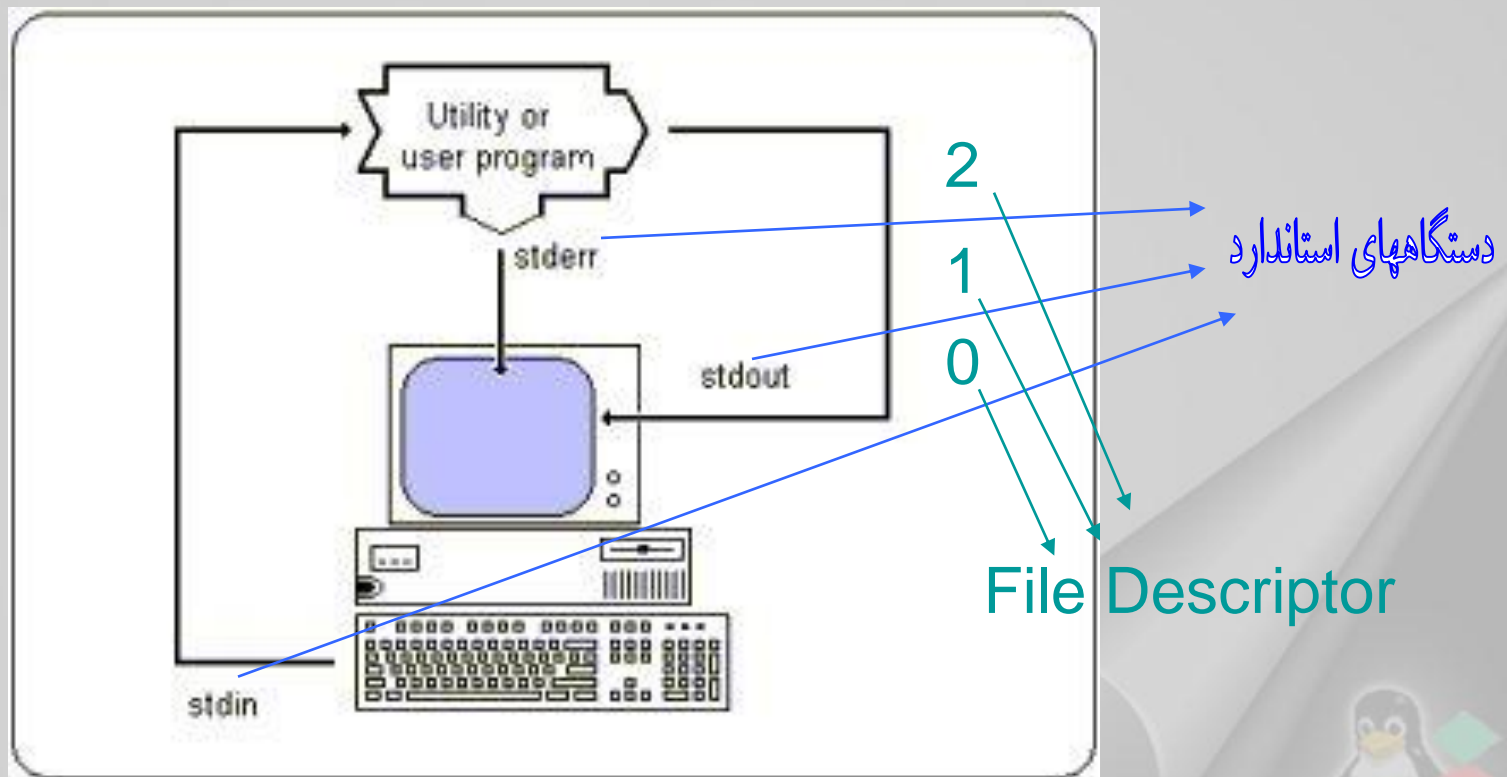 Utility or
user program
stderr
stdout
stdin
2
1
0
دستگاههای استاندارد
File Descriptor